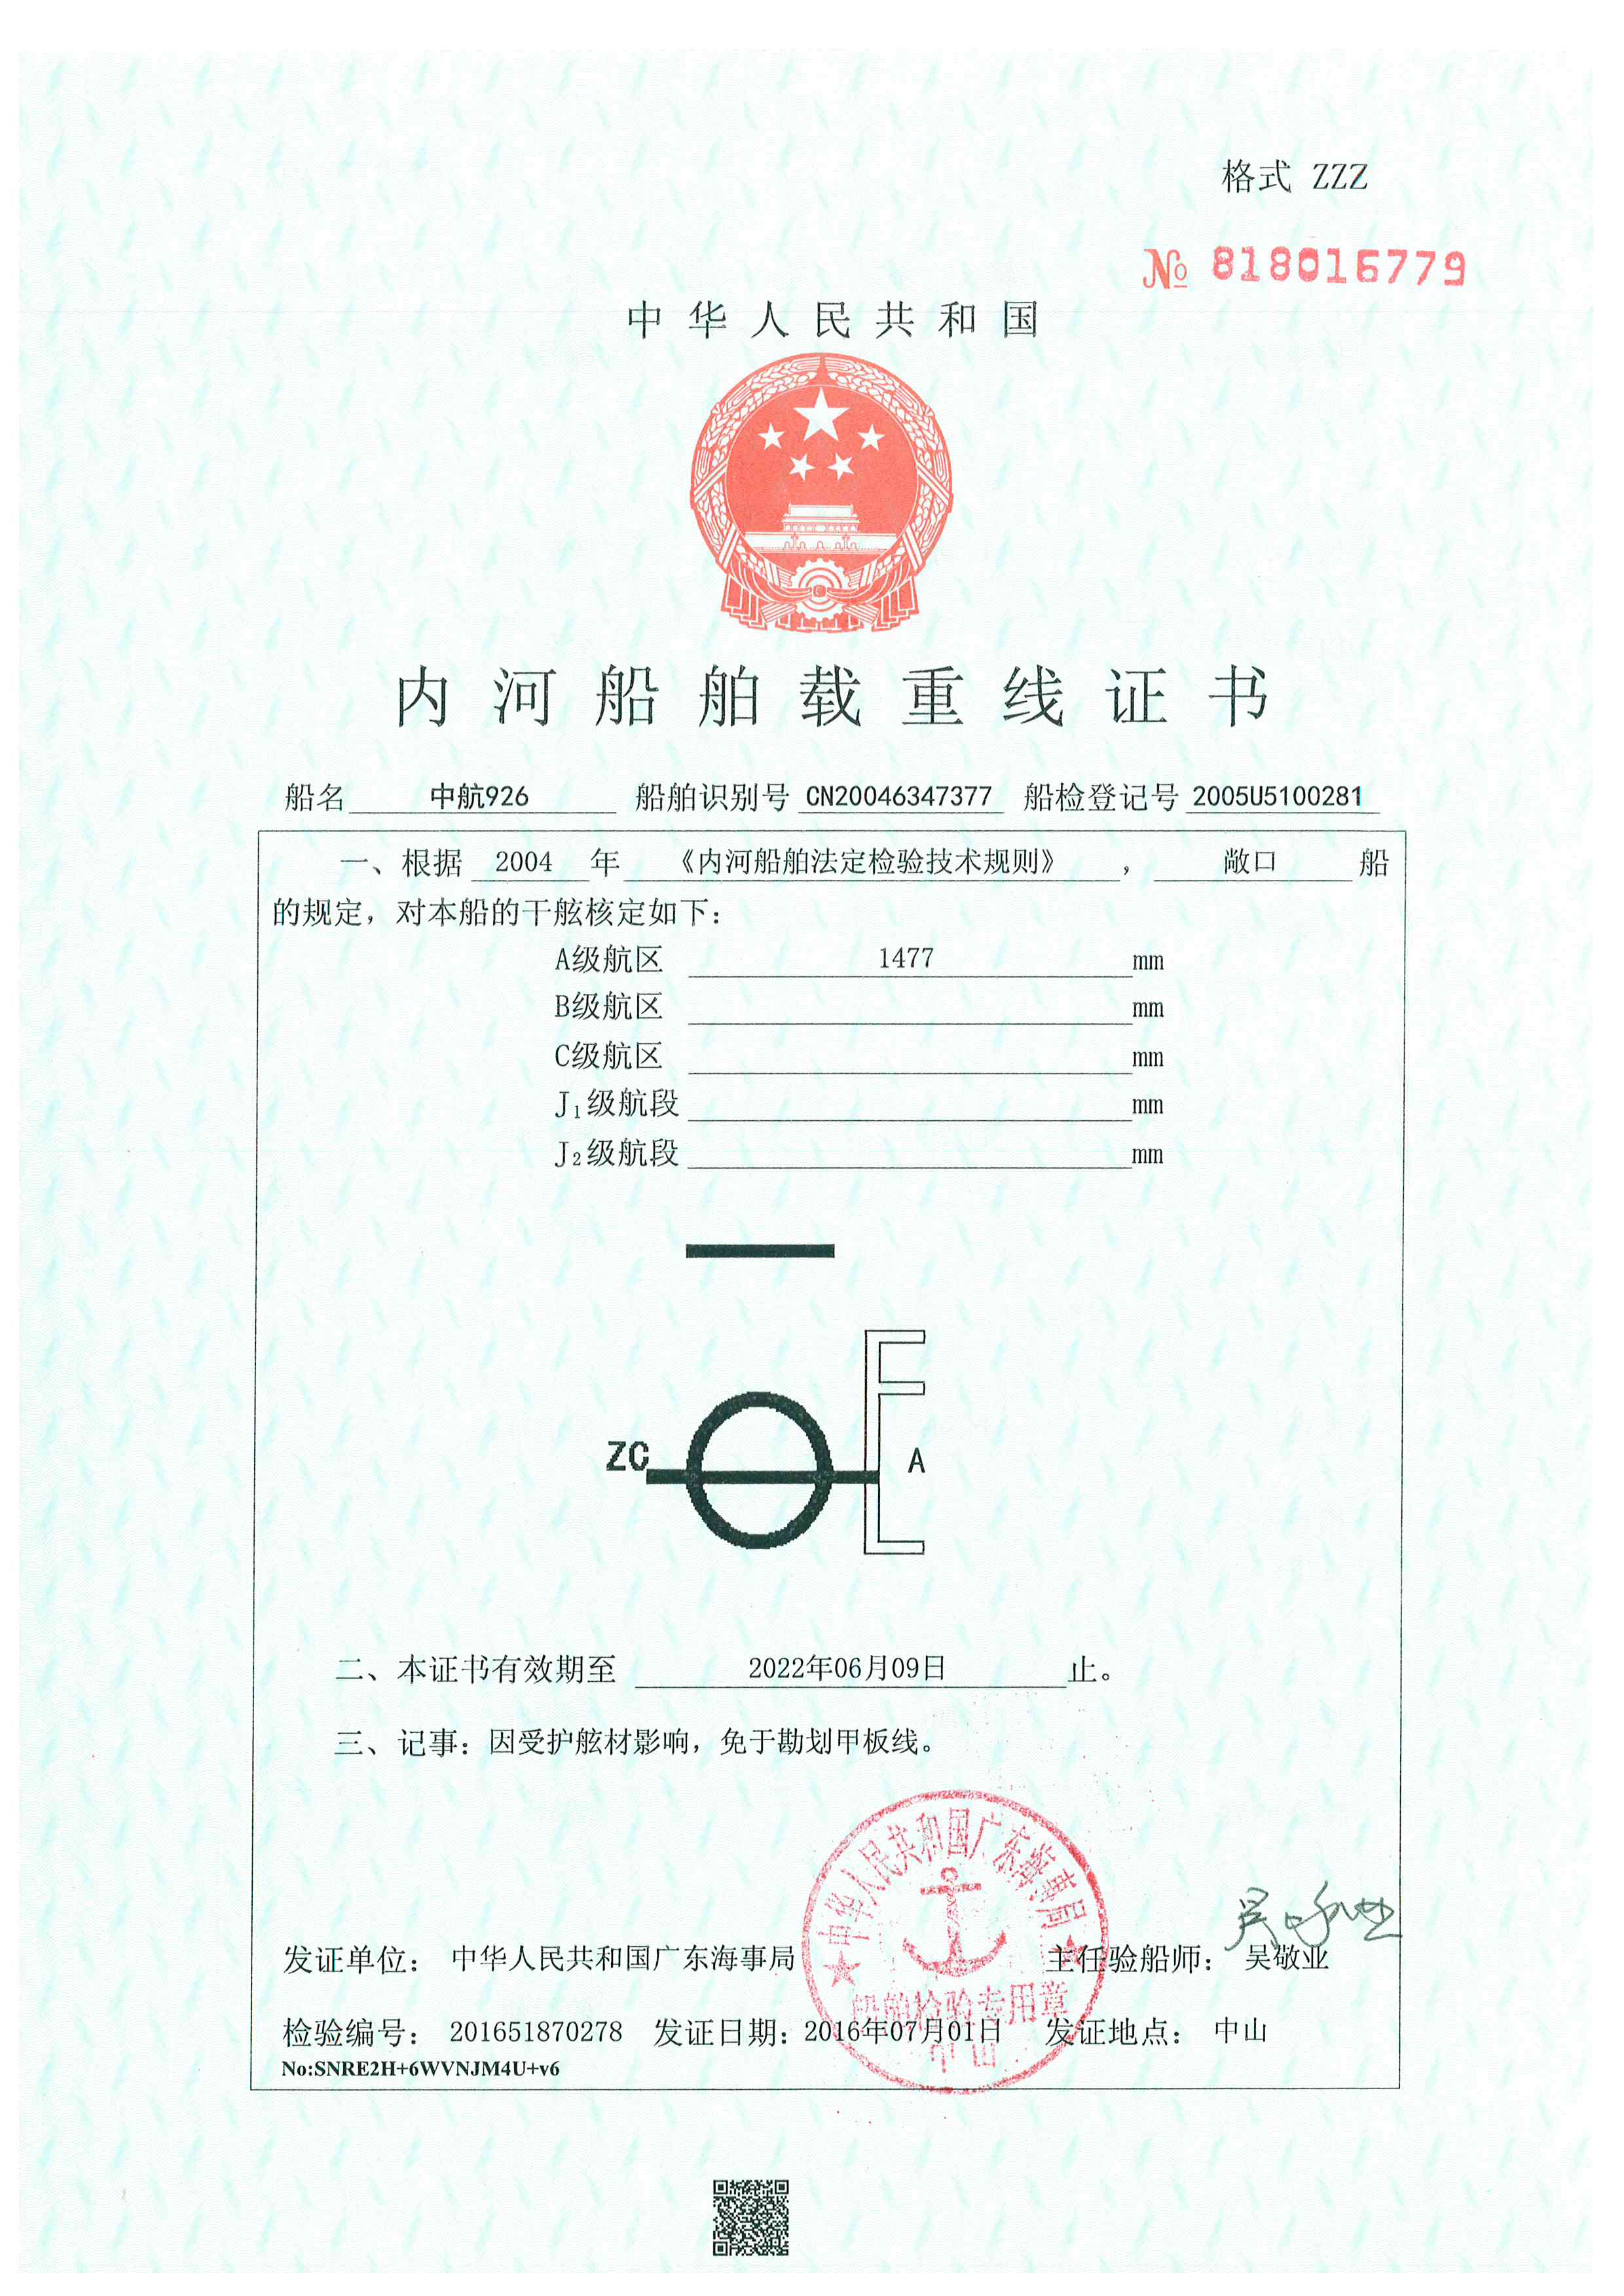 格式 ZZZ
№ 818016779
中华人民共和国
内河船舶载重线证书
船名 中航926 船舶识别号 CN20046347377 船检登记号 2005U5100281
一、根据 2004 年 《内河船舶法定检验技术规则》 , 敞口 船
的规定，对本船的干舷核定如下：
A级航区 1477 mm
B级航区 mm
C级航区 mm
J₁级航段 mm
J₂级航段 mm
ZC A
二、本证书有效期至 2022年06月09日 止。
三、记事：因受护舷材影响，免于勘划甲板线。
中华人民共和国广东海事局
船舶检验专用章
中山
吴敬业
发证单位： 中华人民共和国广东海事局 主任验船师： 吴敬业
检验编号： 201651870278 发证日期：2016年07月01日 发证地点： 中山
No:SNRE2H+6WVNJM4U+v6